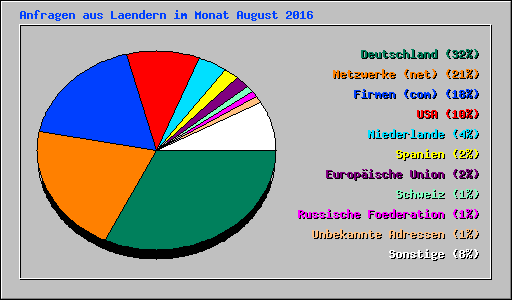 Anfragen aus Laendern im Monat August 2016
Deutschland (32%)
Netzwerke (net) (21%)
Firmen (com) (18%)
USA (10%)
Niederlande (4%)
Spanien (2%)
Europäische Union (2%)
Schweiz (1%)
Russische Foederation (1%)
Unbekannte Adressen (1%)
Sonstige (8%)